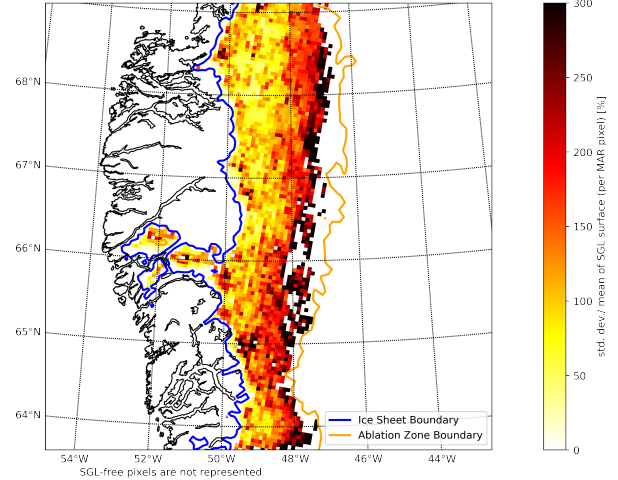 300
68°N
250
67°N
200
66°N
150
65°N
100
64°N
50
0
std. dev / mean of SGL surface (per MAR pixel) [%]
Ice Sheet Boundary
Ablation Zone Boundary
54°W 52°W 50°W 48°W 46°W 44°W
SGL-free pixels are not represented